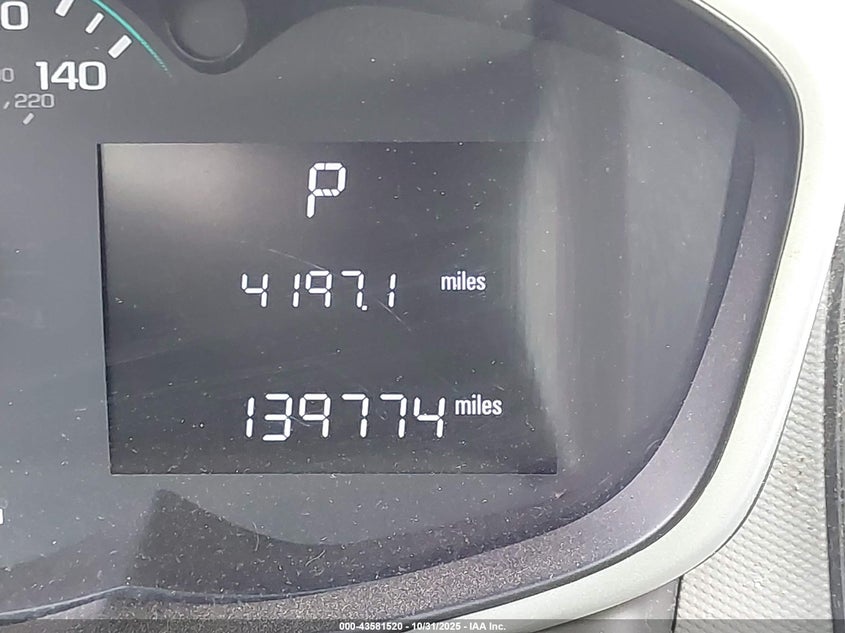 140
220
P
4197.1 miles
139774 miles
000-43581520 - 10/31/2025 - IAA Inc.